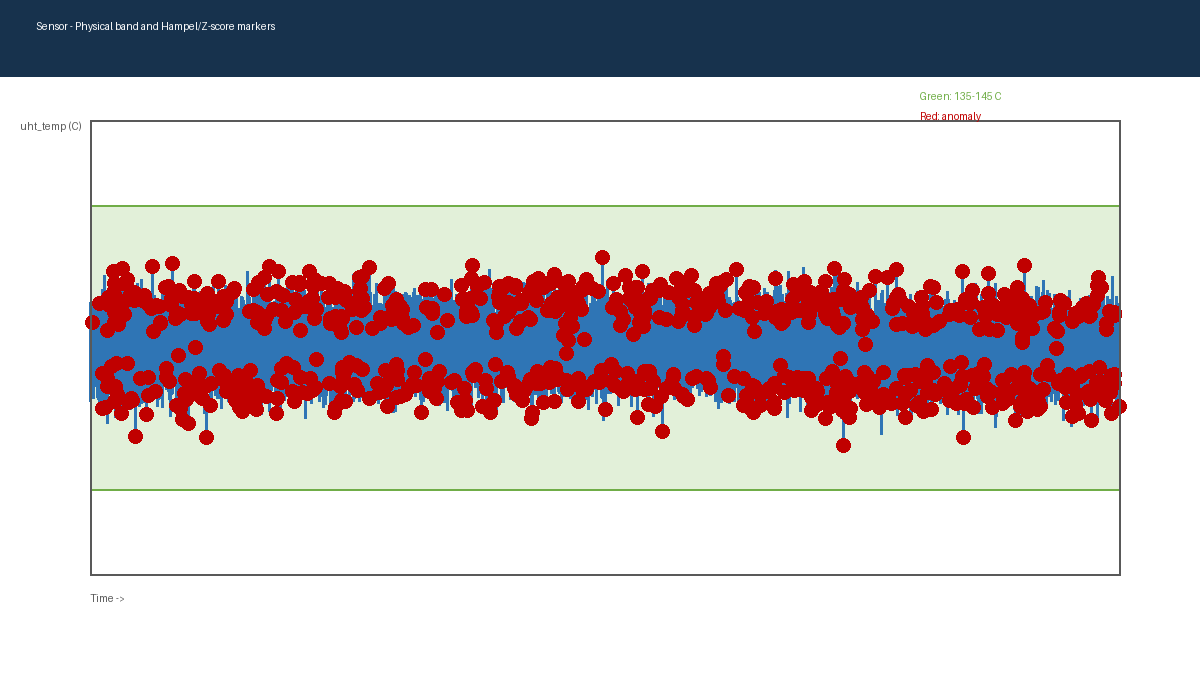 Sensor - Physical band and Hampel/Z-score markers
Green: 135-145 C
Red: anomaly
uht_temp (C)
Time ->